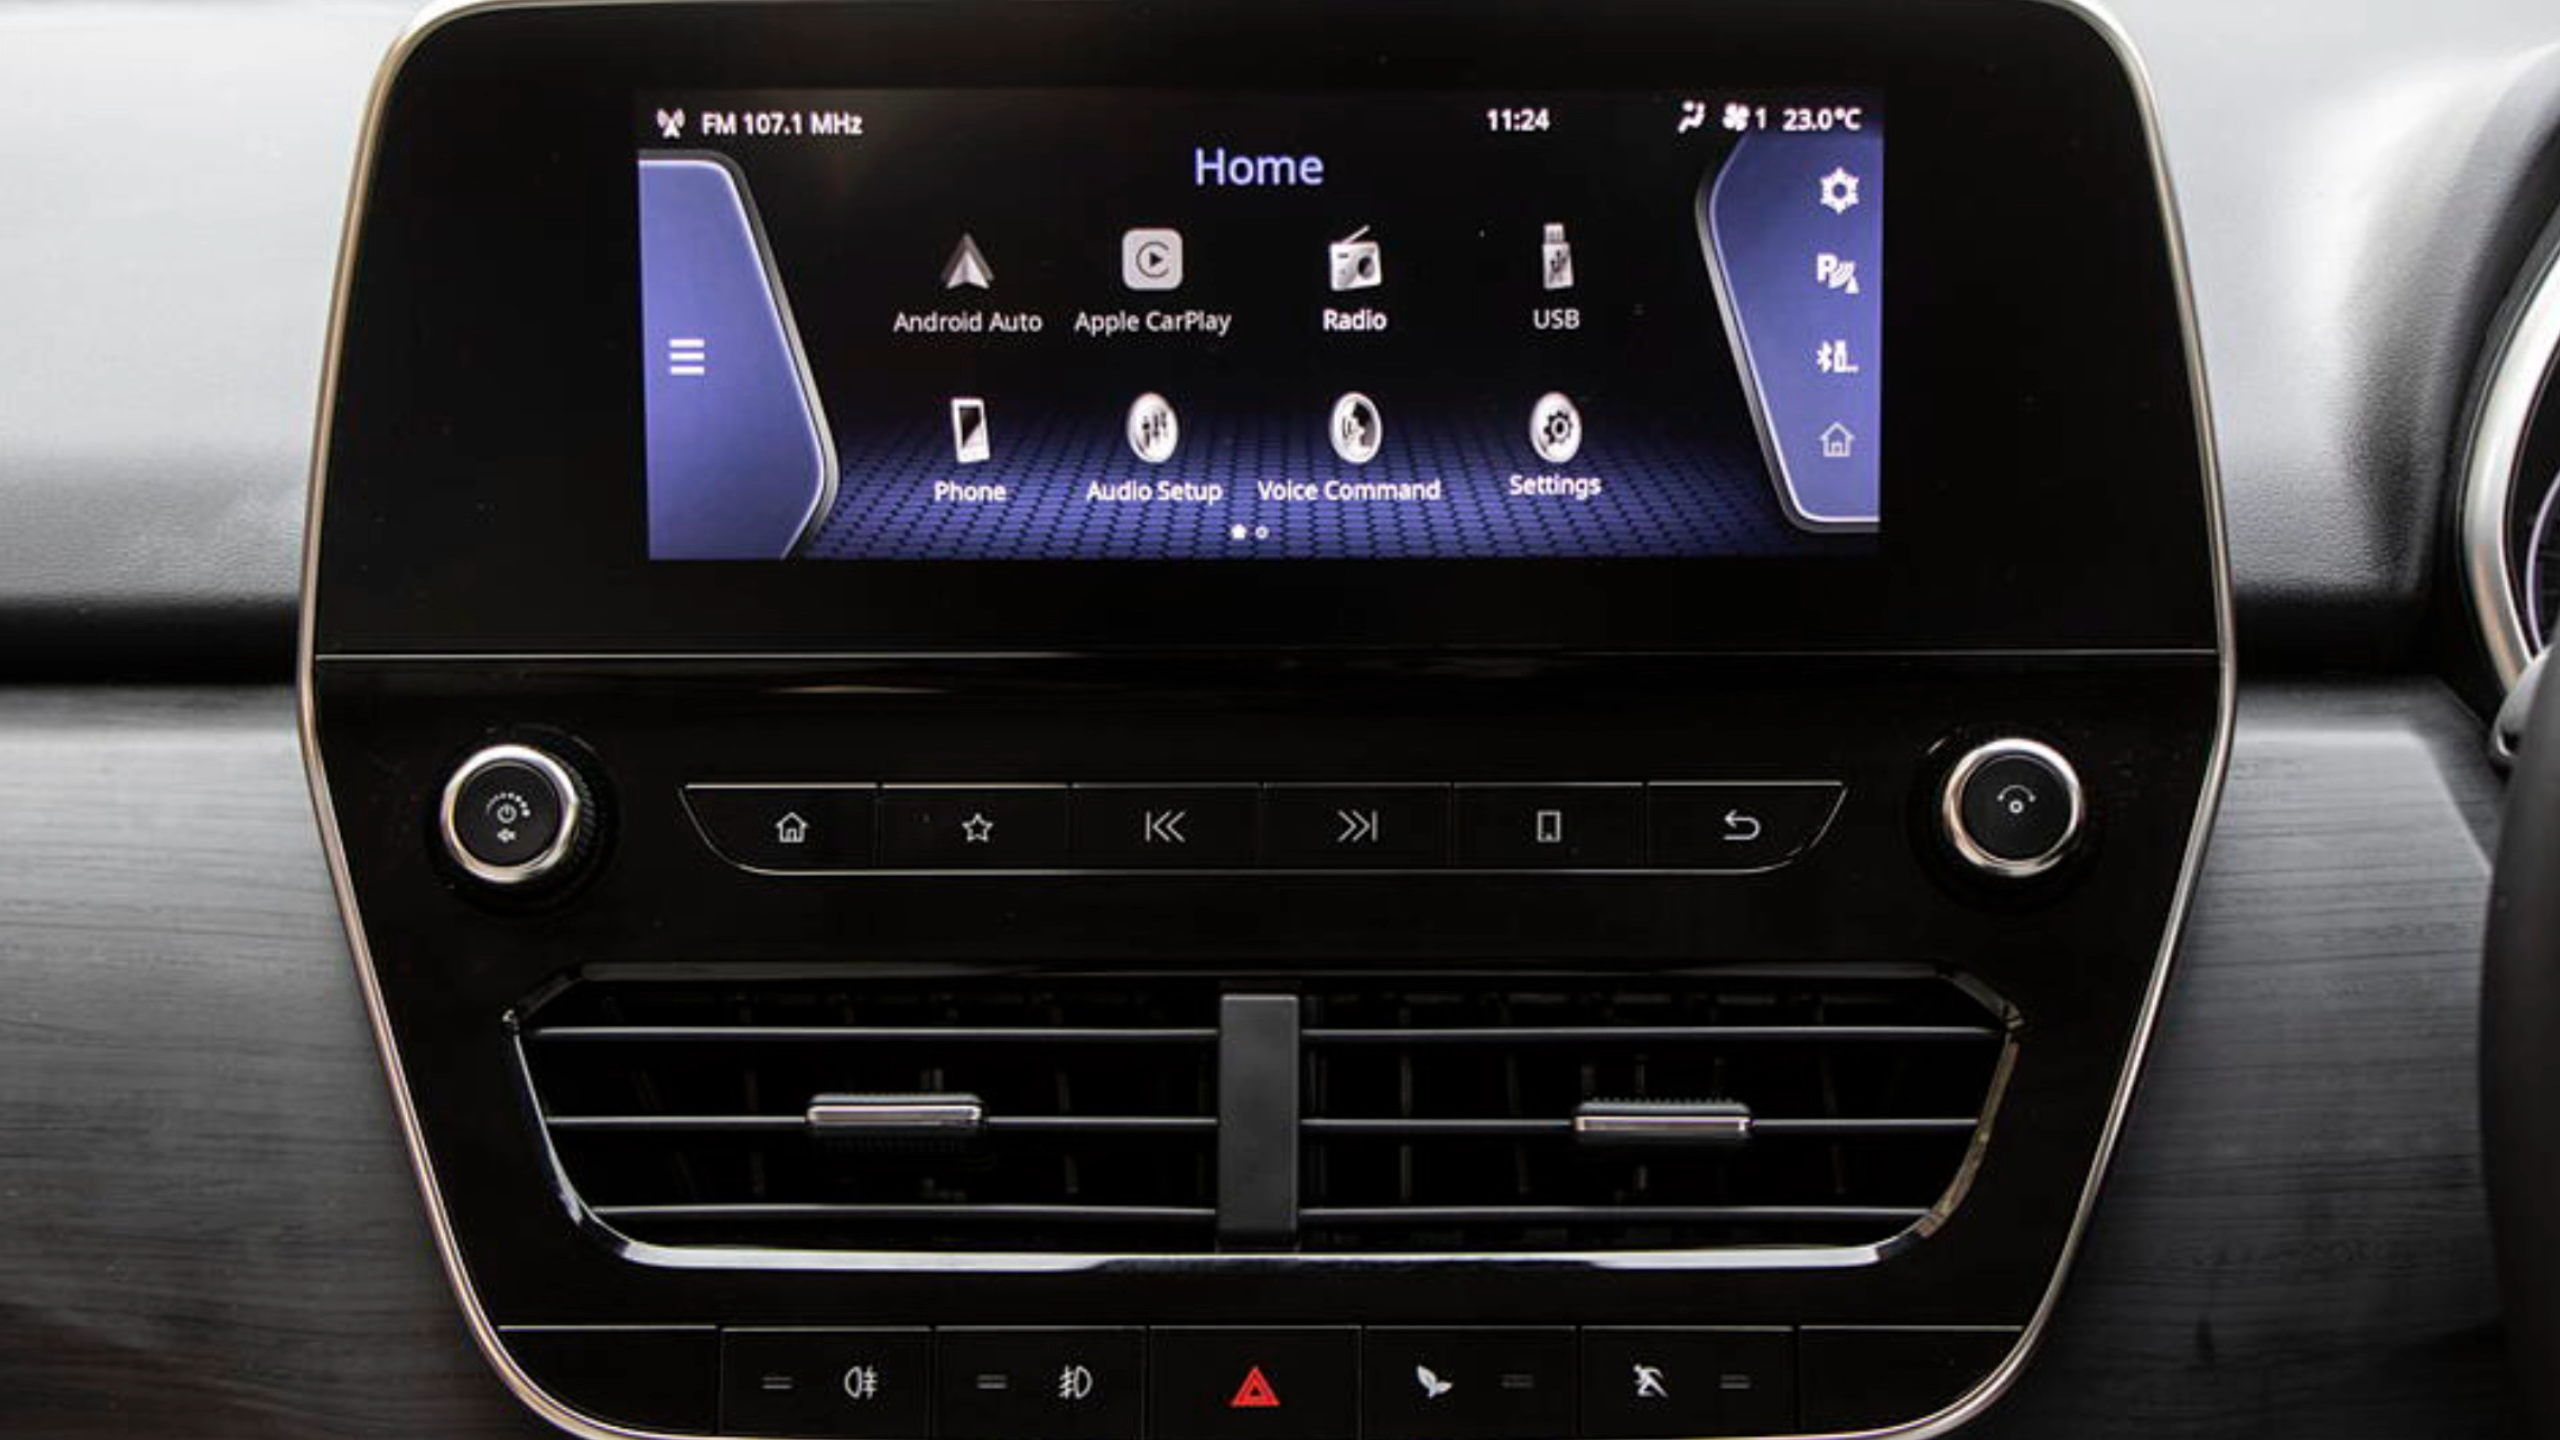 FM 107.1 MHz 11:24 1 23.0°C
Home
Android Auto Apple CarPlay Radio USB
Phone Audio Setup Voice Command Settings